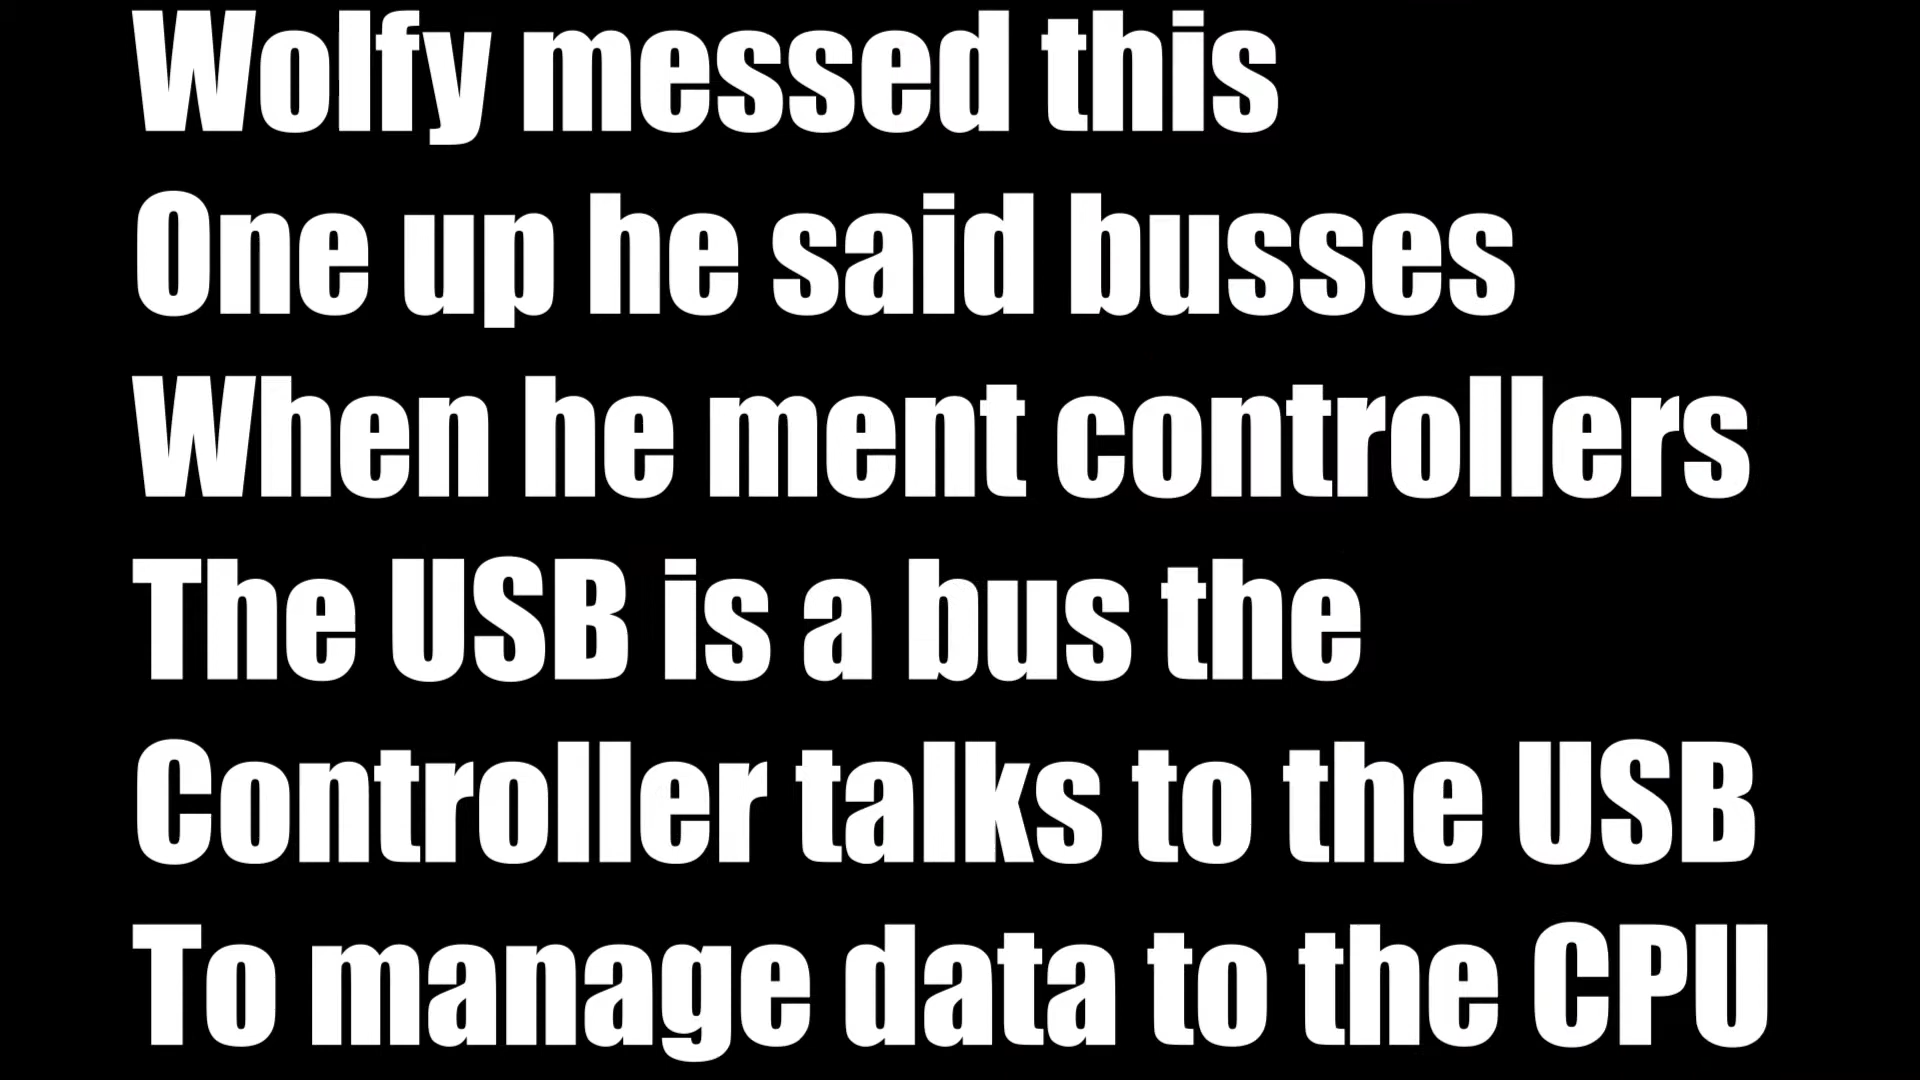 Wolfy messed this
One up he said busses
When he ment controllers
The USB is a bus the
Controller talks to the USB
To manage data to the CPU